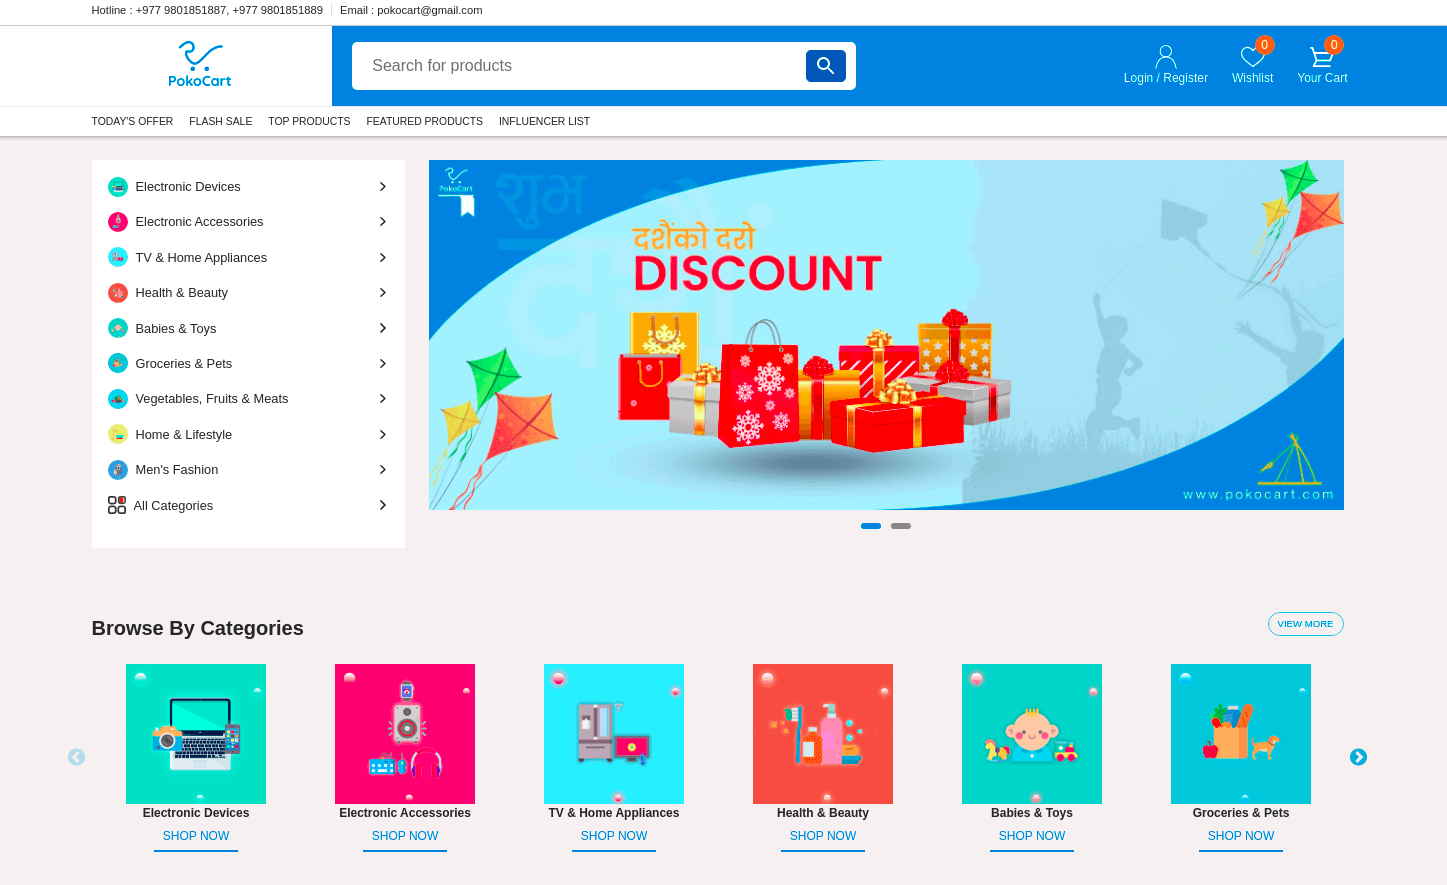 Hotline : +977 9801851887, +977 9801851889 Email : pokocart@gmail.com
PokoCart
Search for products
0
0
Login / Register Wishlist Your Cart
TODAY'S OFFER FLASH SALE TOP PRODUCTS FEATURED PRODUCTS INFLUENCER LIST
Electronic Devices
Electronic Accessories
TV & Home Appliances
Health & Beauty
Babies & Toys
Groceries & Pets
Vegetables, Fruits & Meats
Home & Lifestyle
Men's Fashion
All Categories
PokoCart
शुभ
दशैंको दरो
DISCOUNT
www.pokocart.com
Browse By Categories
VIEW MORE
Electronic Devices Electronic Accessories TV & Home Appliances Health & Beauty Babies & Toys Groceries & Pets
SHOP NOW SHOP NOW SHOP NOW SHOP NOW SHOP NOW SHOP NOW